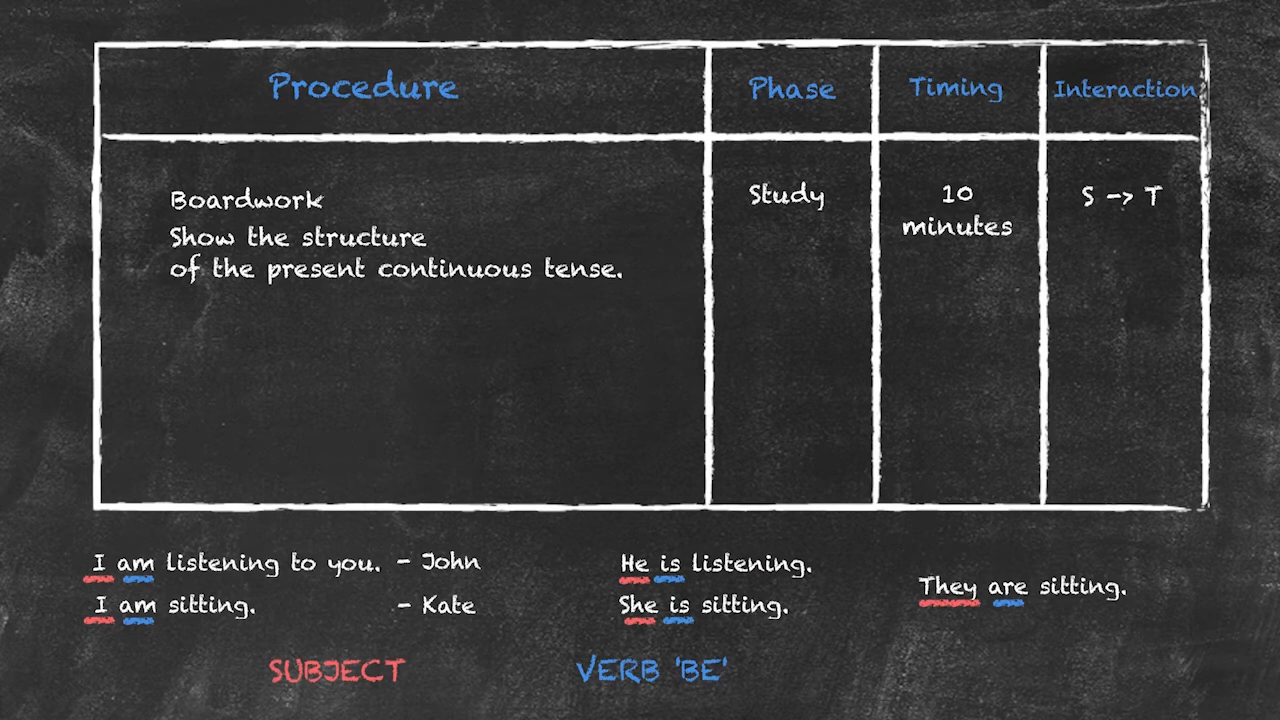 Procedure Phase Timing Interaction
Boardwork
Show the structure
of the present continuous tense.
Study
10
minutes
S -> T
I am listening to you. - John
I am sitting. - Kate
He is listening.
She is sitting.
They are sitting.
SUBJECT VERB 'BE'